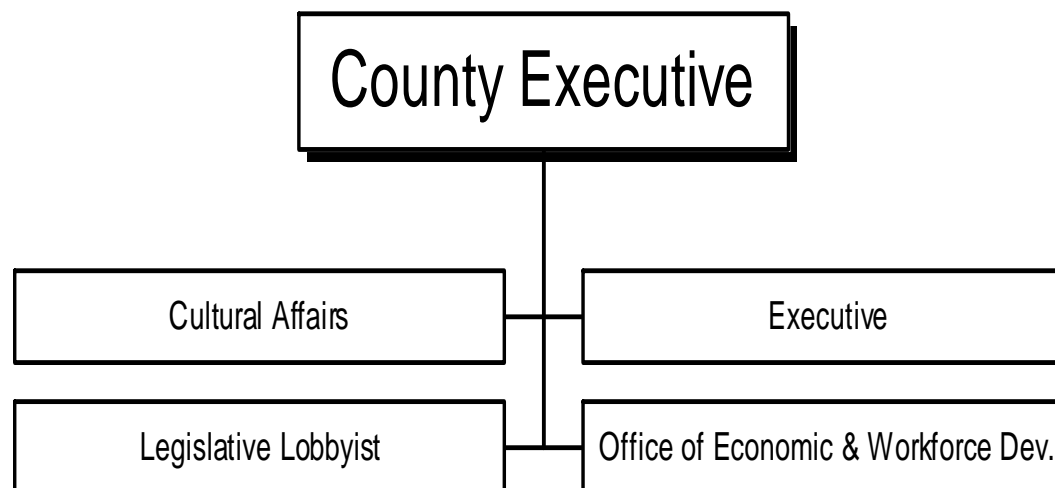 County Executive
Cultural Affairs
Executive
Legislative Lobbyist
Office of Economic & Workforce Dev.